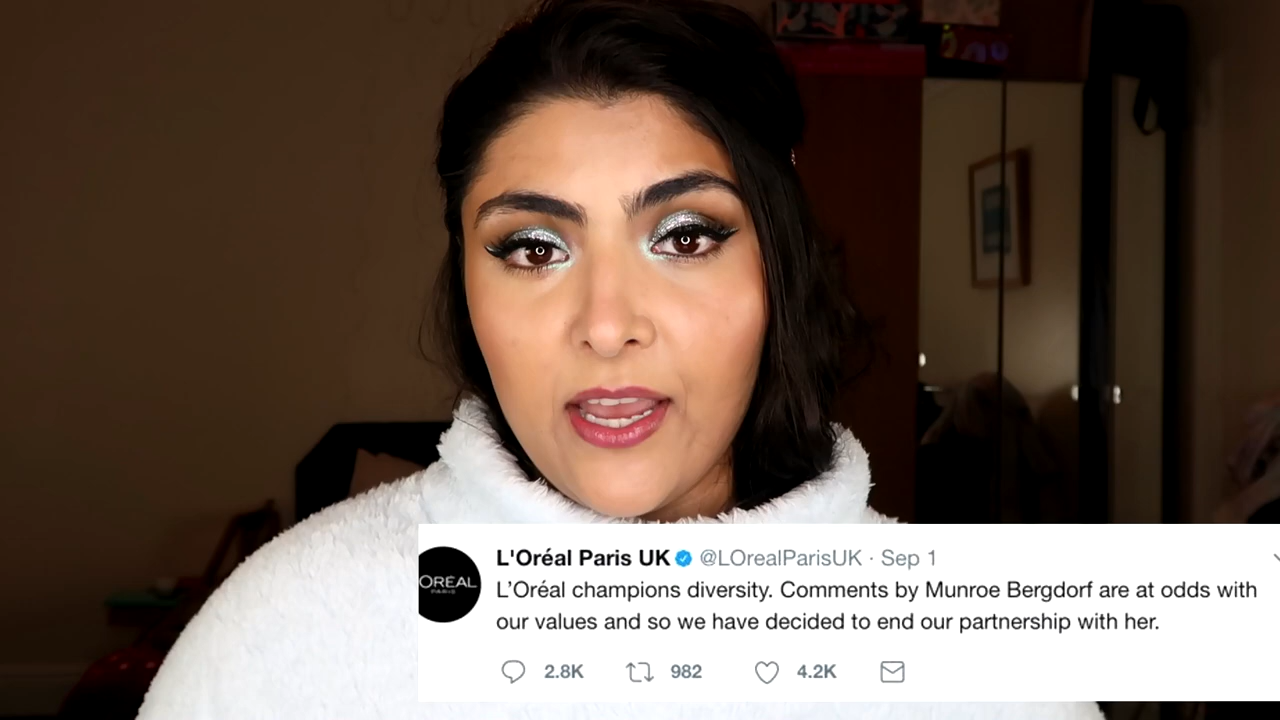 L'Oréal Paris UK @LOrealParisUK · Sep 1
L'Oréal champions diversity. Comments by Munroe Bergdorf are at odds with
our values and so we have decided to end our partnership with her.
2.8K 982 4.2K
ORÉAL